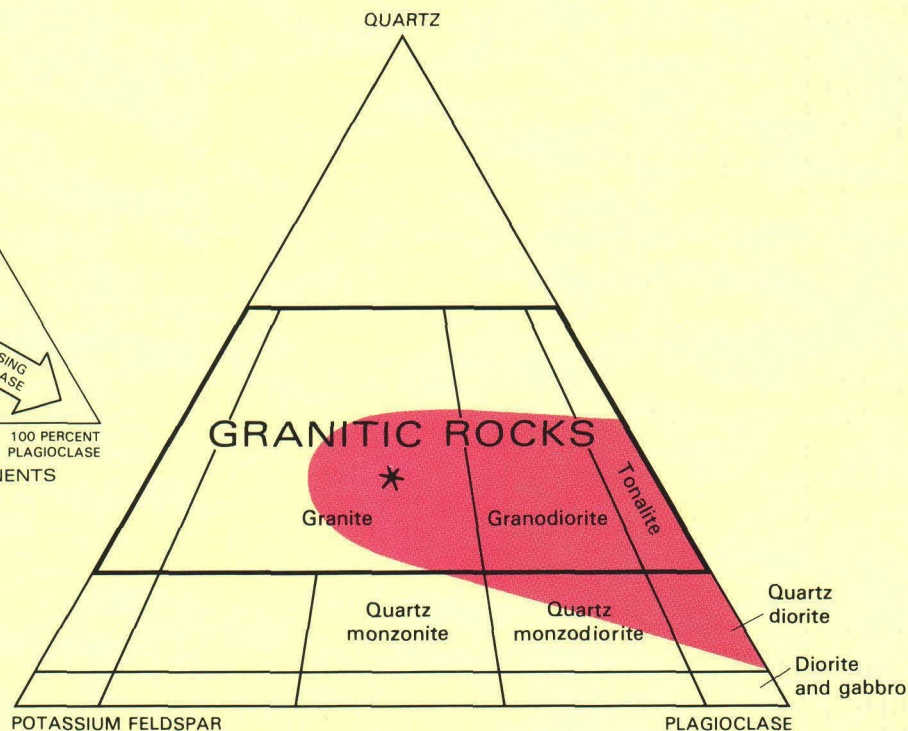 QUARTZ
SING
ASE
100 PERCENT
PLAGIOCLASE
NENTS
GRANITIC ROCKS
Granite
Granodiorite
Tonalite
Quartz
monzonite
Quartz
monzodiorite
Quartz
diorite
Diorite
and gabbro
POTASSIUM FELDSPAR
PLAGIOCLASE